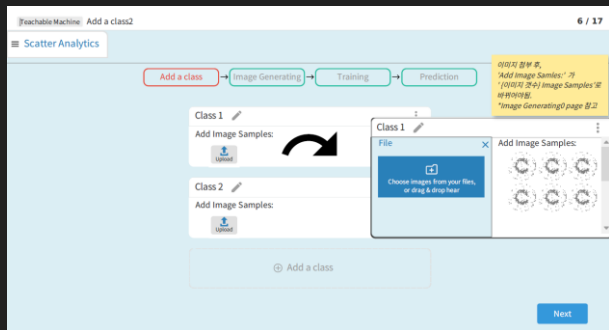 [Teachable Machine] Add a class2
6 / 17
Scatter Analytics
Add a class
Image Generating
Training
Prediction
이미지 첨부 후,
'Add Image Samles:' 가
'{이미지 갯수} Image Samples'로
바뀌어야됨.
*Image Generating0 page 참고
Class 1
Add Image Samples:
Upload
Class 1
File
Choose images from your files,
or drag & drop hear
Add Image Samples:
Class 2
Add Image Samples:
Upload
Add a class
Next